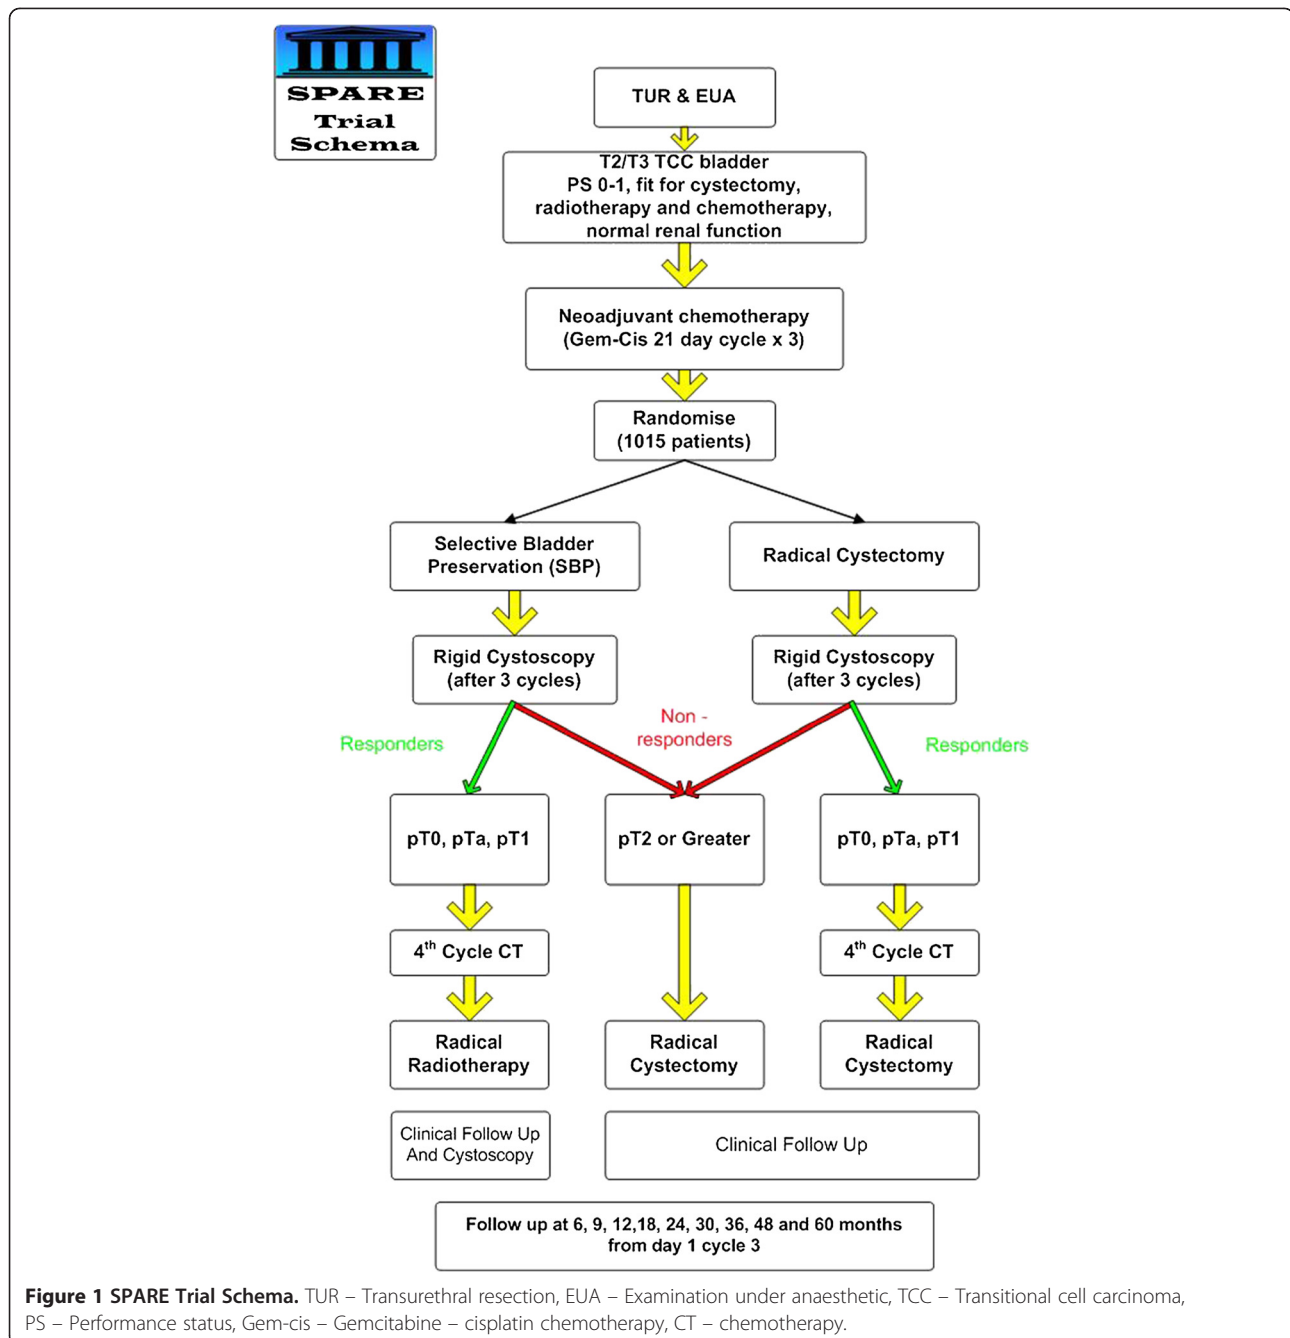 SPARE
Trial
Schema
TUR & EUA
T2/T3 TCC bladder
PS 0-1, fit for cystectomy,
radiotherapy and chemotherapy,
normal renal function
Neoadjuvant chemotherapy
(Gem-Cis 21 day cycle x 3)
Randomise
(1015 patients)
Selective Bladder
Preservation (SBP)
Radical Cystectomy
Rigid Cystoscopy
(after 3 cycles)
Rigid Cystoscopy
(after 3 cycles)
Responders
Non -
responders
Responders
pT0, pTa, pT1
pT2 or Greater
pT0, pTa, pT1
4th Cycle CT
4th Cycle CT
Radical
Radiotherapy
Radical
Cystectomy
Radical
Cystectomy
Clinical Follow Up
And Cystoscopy
Clinical Follow Up
Follow up at 6, 9, 12,18, 24, 30, 36, 48 and 60 months
from day 1 cycle 3
Figure 1 SPARE Trial Schema. TUR – Transurethral resection, EUA – Examination under anaesthetic, TCC – Transitional cell carcinoma,
PS – Performance status, Gem-cis – Gemcitabine – cisplatin chemotherapy, CT – chemotherapy.